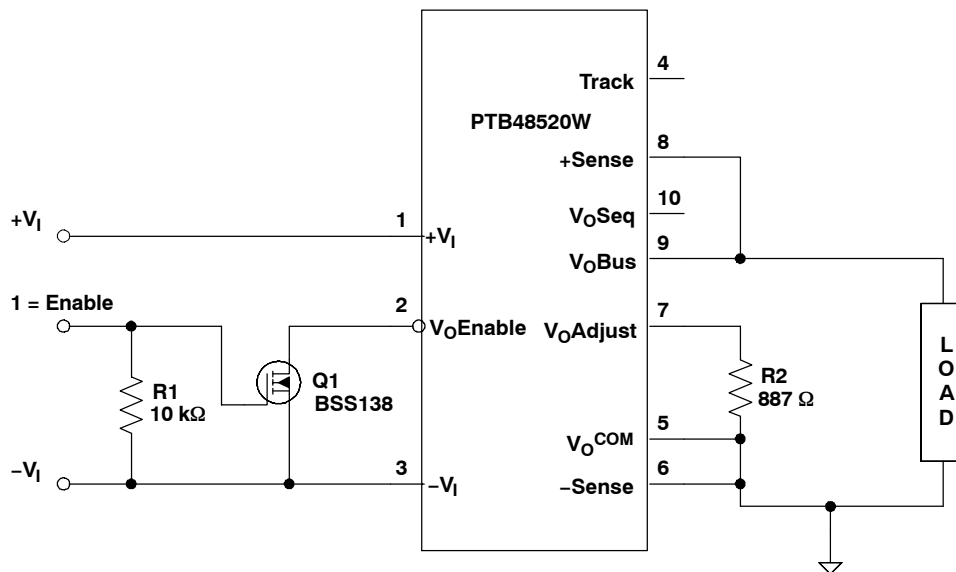 4
Track
PTB48520W
8
+Sense
10
VOSeq
+VI
1
+VI
9
VOBus
1 = Enable
2
VOEnable
7
VOAdjust
LOAD
R1
10 kΩ
Q1
BSS138
R2
887 Ω
5
VOCOM
−VI
3
−VI
6
−Sense